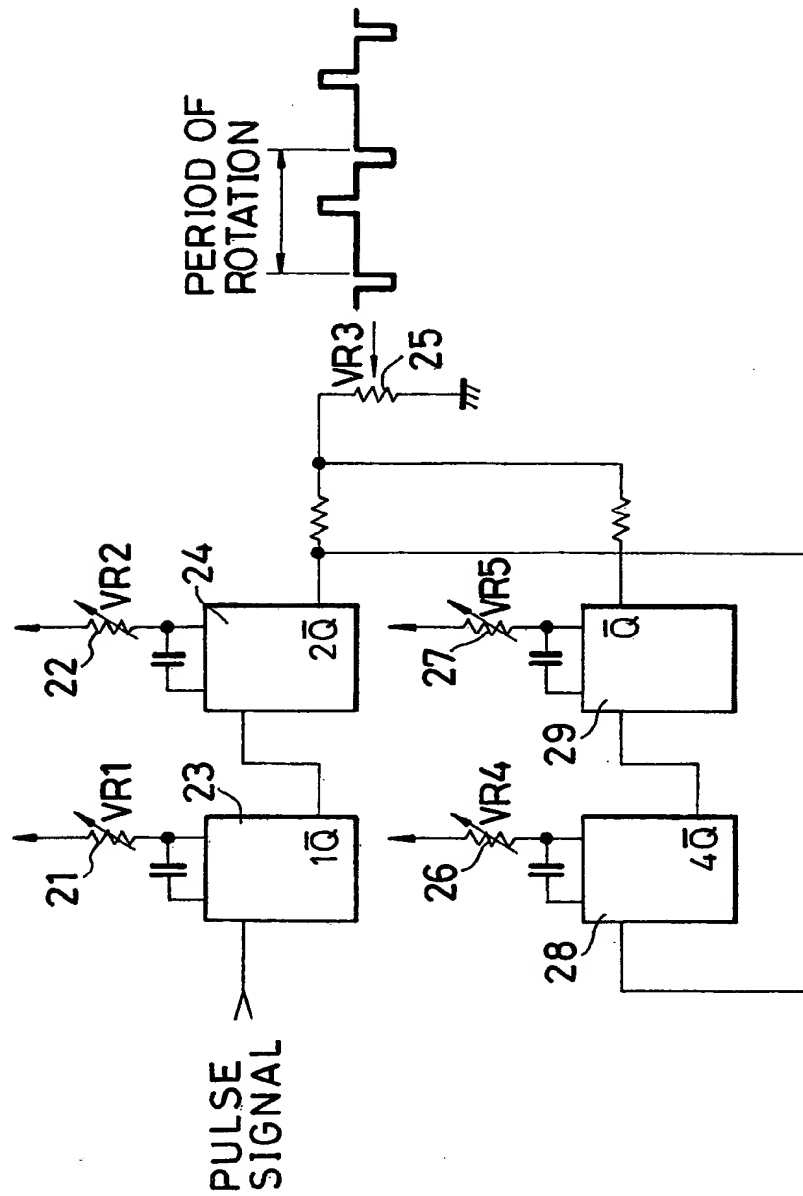 PULSE
SIGNAL
21
VR1
23
1Q̅
22
VR2
24
2Q̅
VR3
25
PERIOD OF
ROTATION
26
VR4
28
4Q̅
27
VR5
29
Q̅